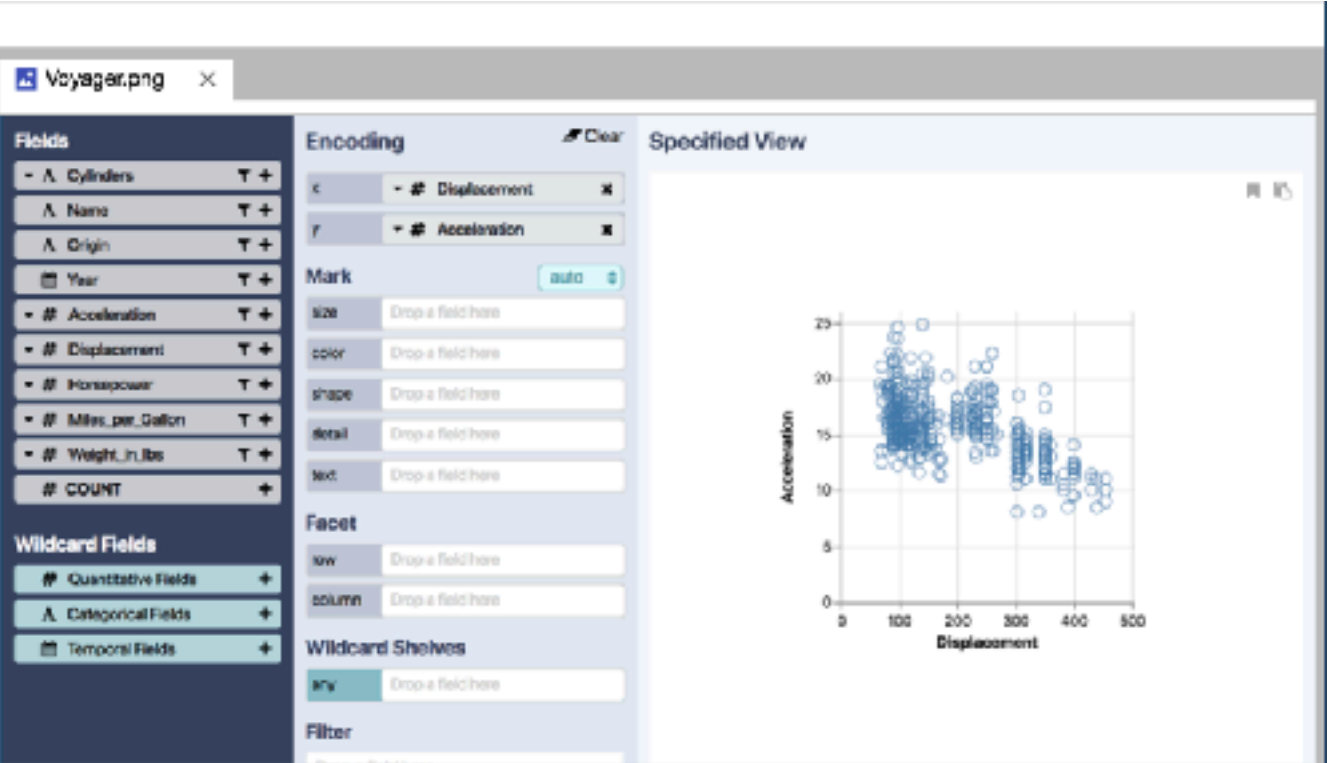 Voyager.png
Fields
Cylinders
Name
Origin
Year
Acceleration
Displacement
Horsepower
Miles_per_Gallon
Weight_in_lbs
# COUNT
Wildcard Fields
# Quantitative Fields
A Categorical Fields
Temporal Fields
Encoding
Clear
x # Displacement
y # Acceleration
Mark
auto
size Drop a field here
color Drop a field here
shape Drop a field here
detail Drop a field here
text Drop a field here
Facet
row Drop a field here
column Drop a field here
Wildcard Shelves
any Drop a field here
Filter
Specified View
Acceleration
25
20
15
10
5
0
0 100 200 300 400 500
Displacement